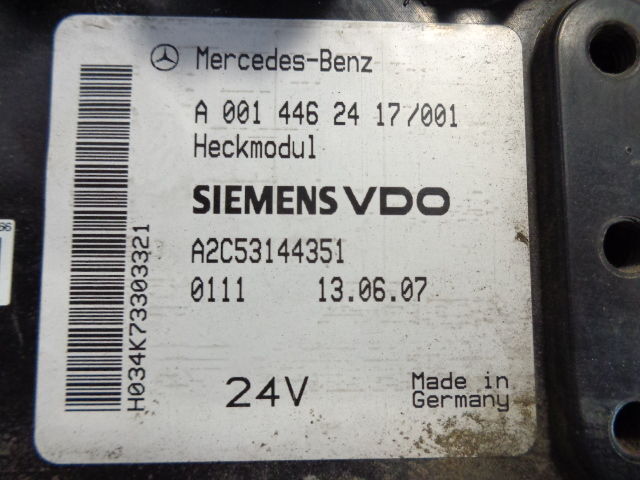 Mercedes-Benz
A 001 446 24 17/001
Heckmodul
SIEMENS VDO
A2C53144351
0111 13.06.07
24V
Made in
Germany
H034K73303321
66